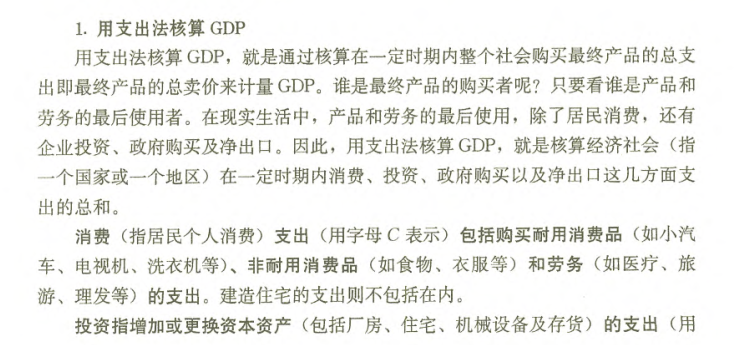 1. 用支出法核算 GDP
用支出法核算 GDP，就是通过核算在一定时期内整个社会购买最终产品的总支
出即最终产品的总卖价来计量 GDP。谁是最终产品的购买者呢？只要看谁是产品和
劳务的最后使用者。在现实生活中，产品和劳务的最后使用，除了居民消费，还有
企业投资、政府购买及净出口。因此，用支出法核算 GDP，就是核算经济社会（指
一个国家或一个地区）在一定时期内消费、投资、政府购买以及净出口这几方面支
出的总和。
消费（指居民个人消费）支出（用字母 C 表示）包括购买耐用消费品（如小汽
车、电视机、洗衣机等）、非耐用消费品（如食物、衣服等）和劳务（如医疗、旅
游、理发等）的支出。建造住宅的支出则不包括在内。
投资指增加或更换资本资产（包括厂房、住宅、机械设备及存货）的支出（用